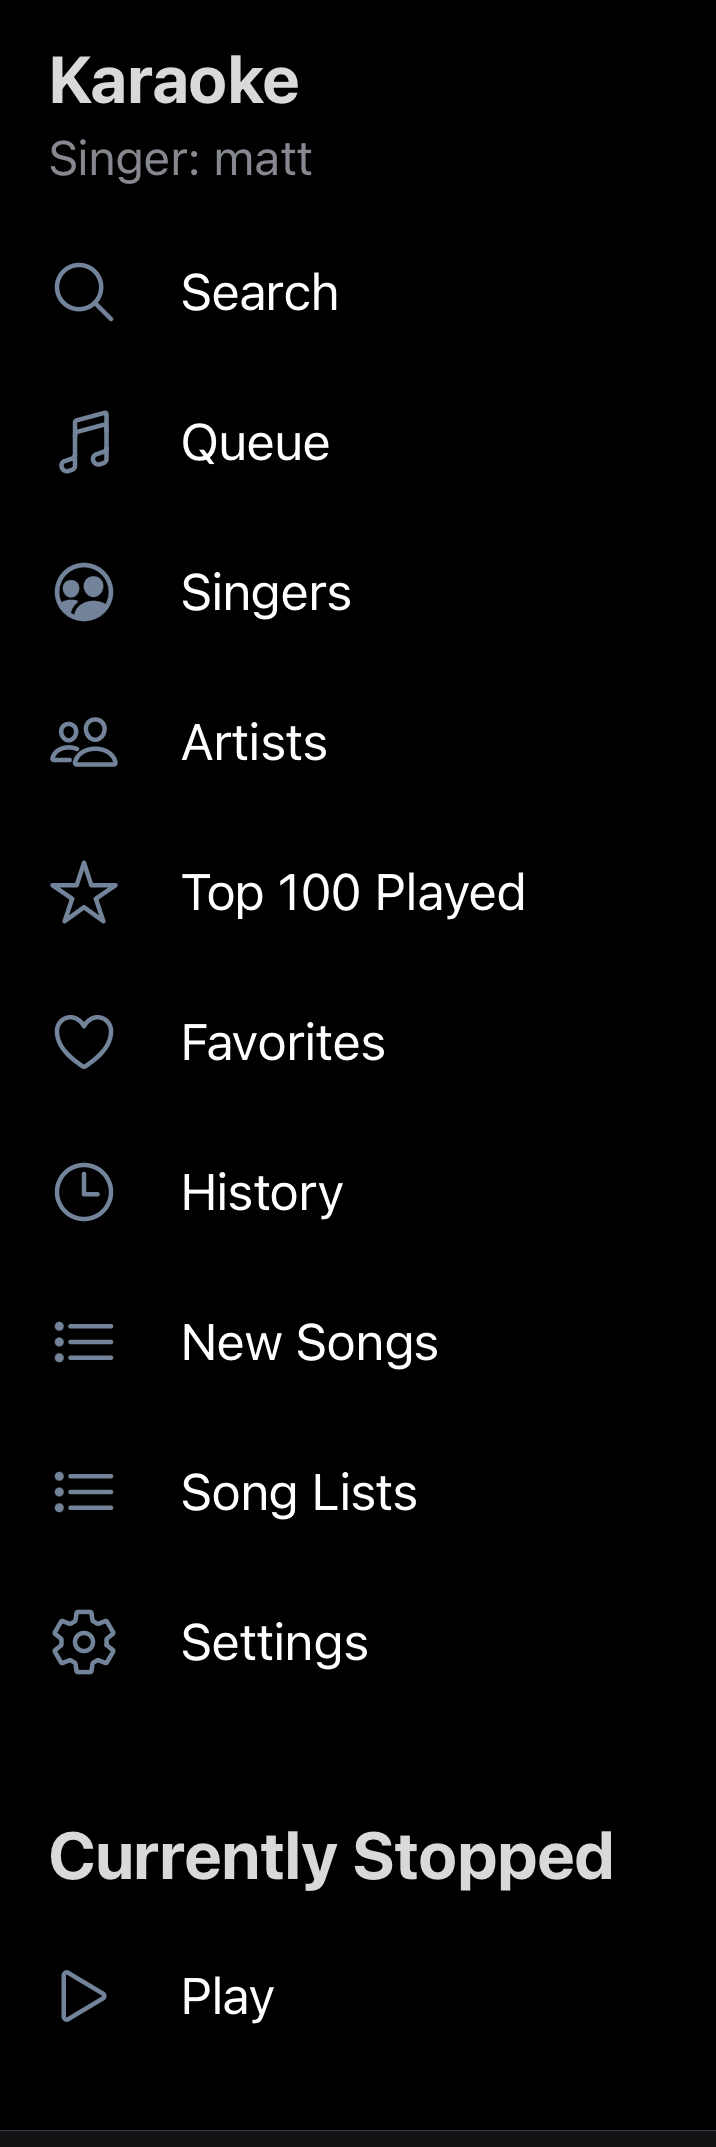 Karaoke
Singer: matt
Search
Queue
Singers
Artists
Top 100 Played
Favorites
History
New Songs
Song Lists
Settings
Currently Stopped
Play